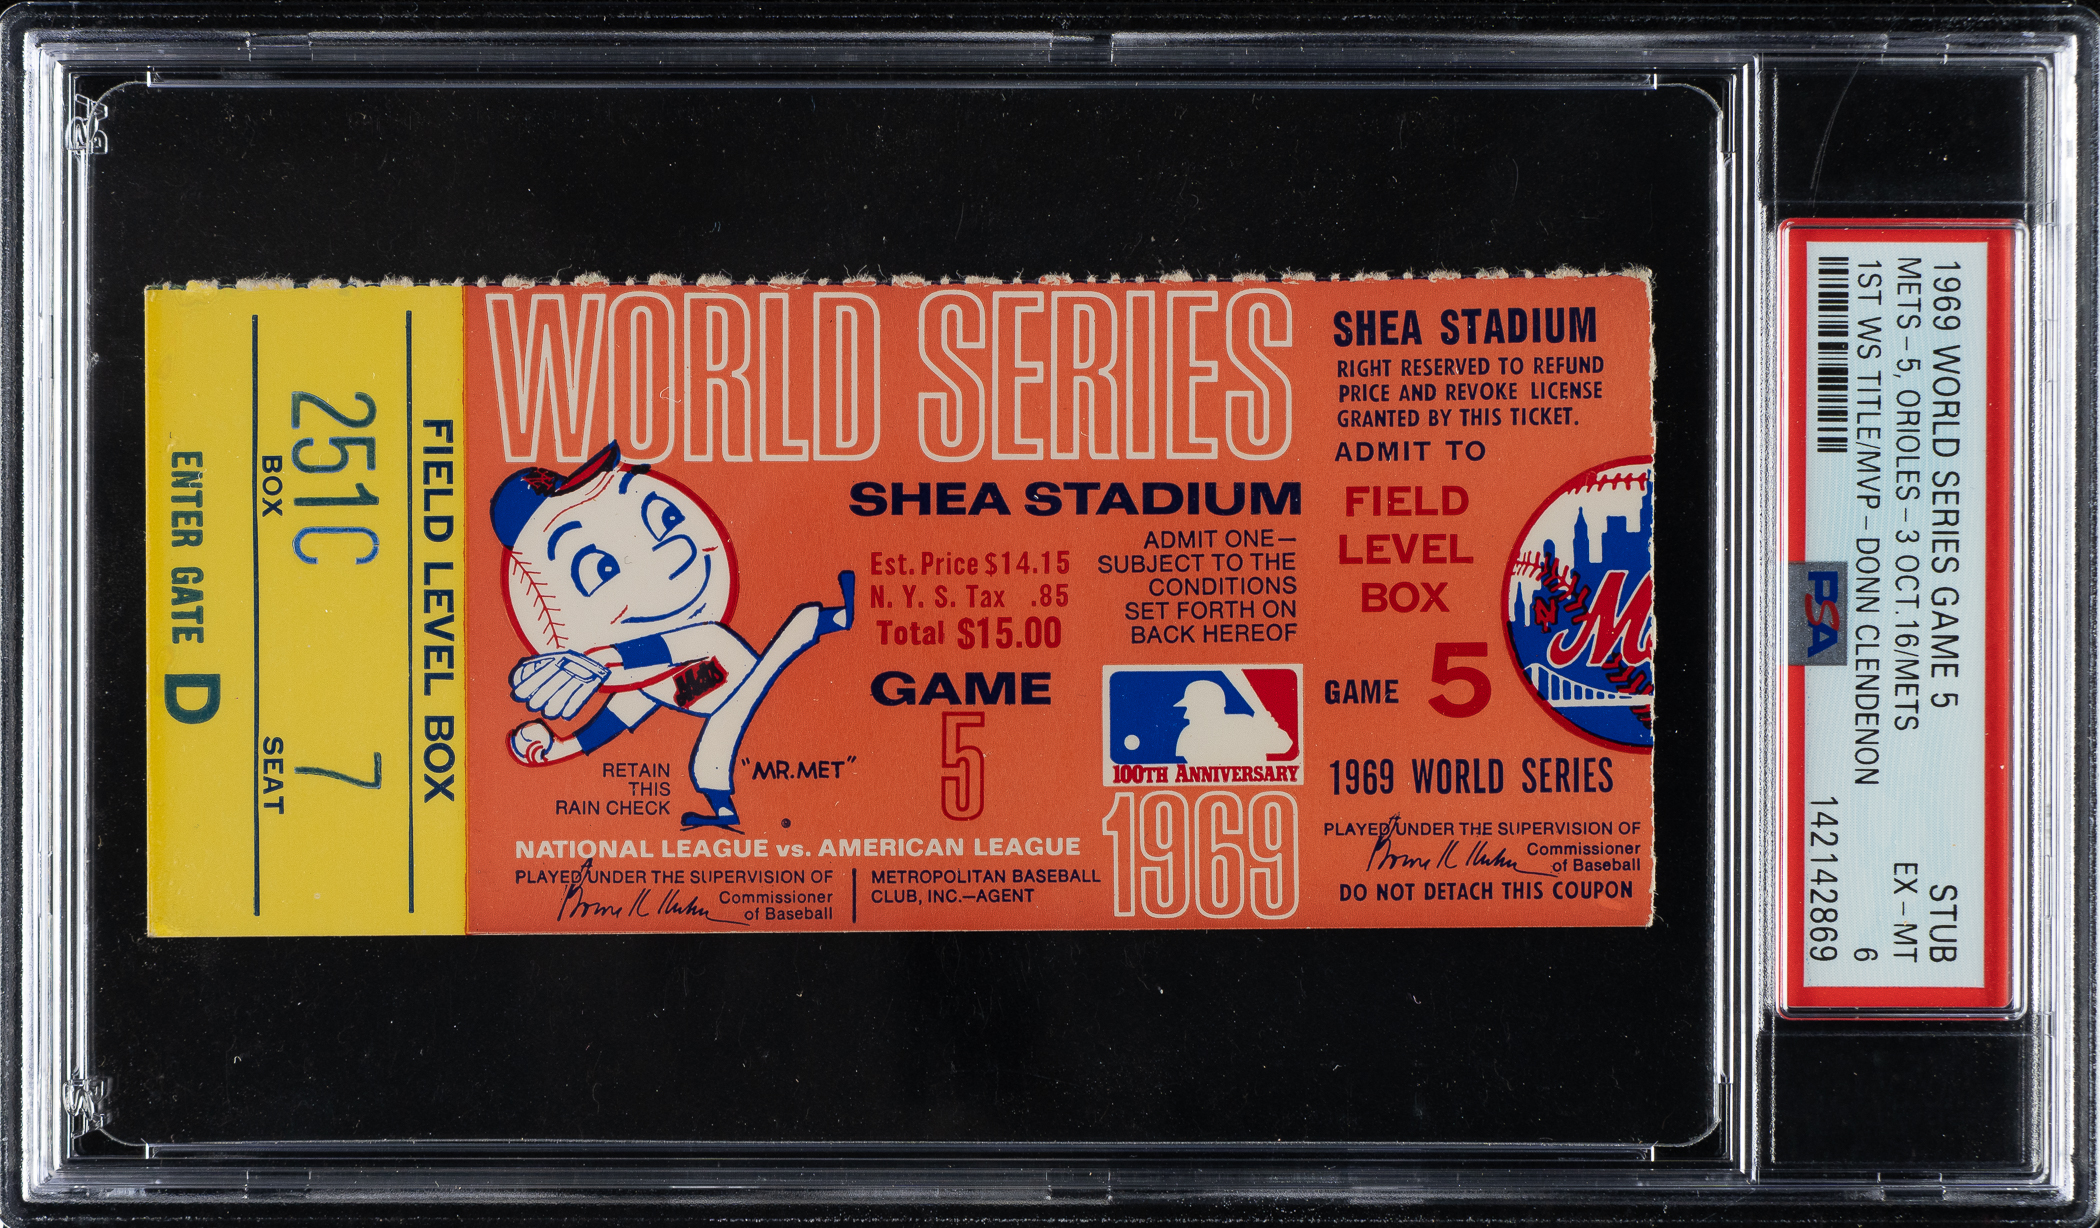 FIELD LEVEL BOX
251C 7
BOX SEAT
ENTER GATE D
WORLD SERIES
SHEA STADIUM
Est. Price $14.15
N. Y. S. Tax .85
Total $15.00
ADMIT ONE—
SUBJECT TO THE
CONDITIONS
SET FORTH ON
BACK HEREOF
GAME
5
Mets
RETAIN
THIS
RAIN CHECK
"MR.MET"
100TH ANNIVERSARY
1969
NATIONAL LEAGUE vs. AMERICAN LEAGUE
PLAYED UNDER THE SUPERVISION OF
Bowie K Kuhn
Commissioner
of Baseball
METROPOLITAN BASEBALL
CLUB, INC.—AGENT
SHEA STADIUM
RIGHT RESERVED TO REFUND
PRICE AND REVOKE LICENSE
GRANTED BY THIS TICKET.
ADMIT TO
FIELD
LEVEL
BOX
GAME 5
1969 WORLD SERIES
PLAYED UNDER THE SUPERVISION OF
Bowie K Kuhn
Commissioner
of Baseball
DO NOT DETACH THIS COUPON
1969 WORLD SERIES GAME 5 STUB
METS-5, ORIOLES-3 OCT.16/METS EX-MT
1ST WS TITLE/MVP-DONN CLENDENON 6
PSA
142142869